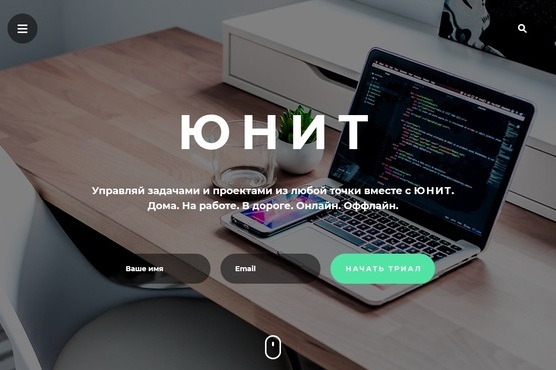 ЮНИТ
Управляй задачами и проектами из любой точки вместе с ЮНИТ.
Дома. На работе. В дороге. Онлайн. Оффлайн.
Ваше имя
Email
НАЧАТЬ ТРИАЛ